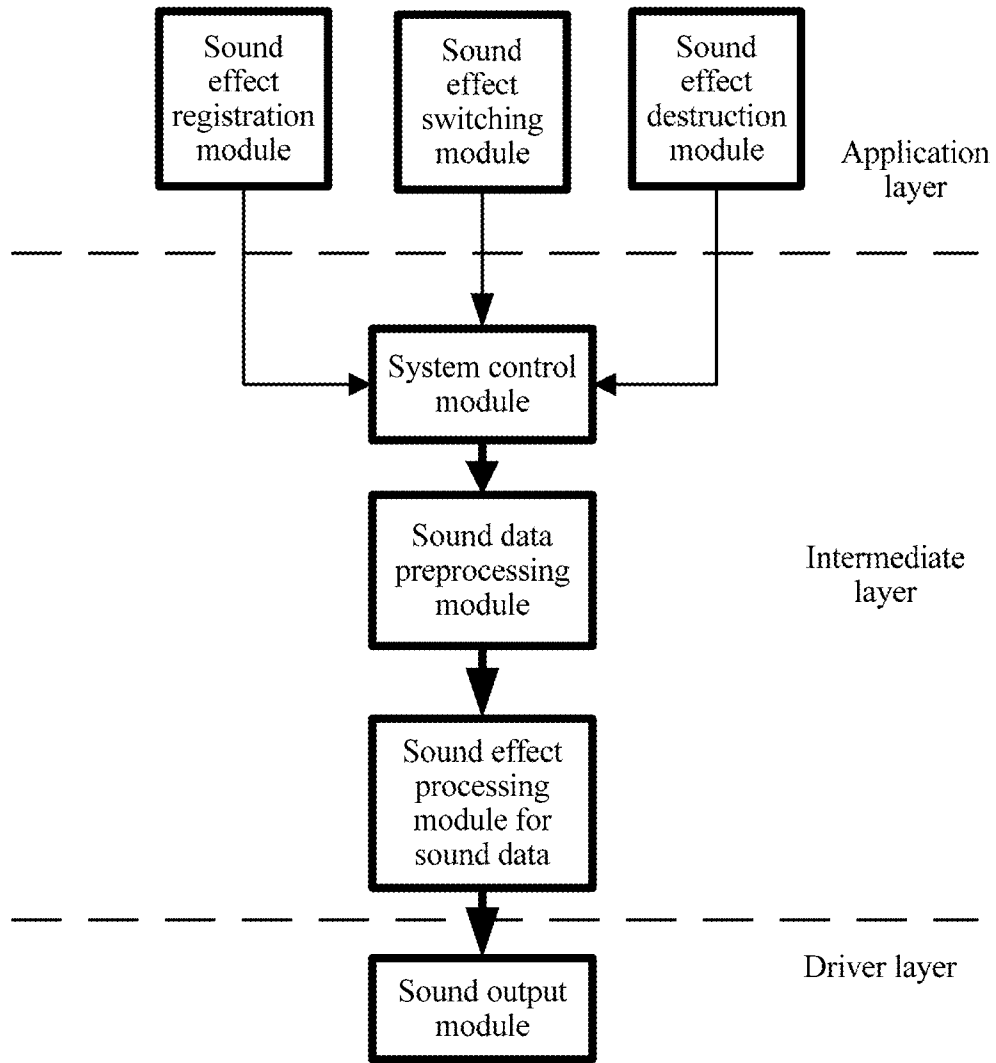 Sound
effect
registration
module
Sound
effect
switching
module
Sound
effect
destruction
module
Application
layer
System control
module
Sound data
preprocessing
module
Intermediate
layer
Sound effect
processing
module for
sound data
Driver layer
Sound output
module